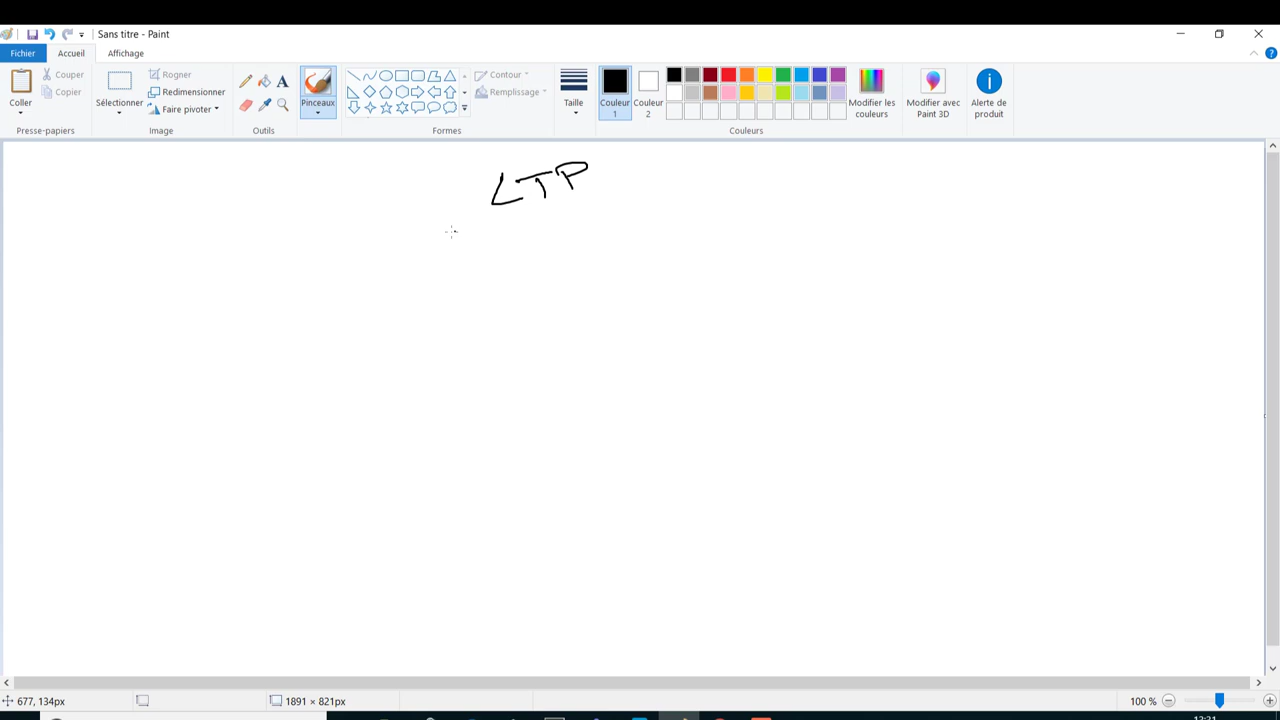 Sans titre - Paint
Fichier Accueil Affichage
Coller
Couper
Copier
Presse-papiers
Sélectionner
Rogner
Redimensionner
Faire pivoter
Image
Outils
Pinceaux
Formes
Contour
Remplissage
Taille
Couleur 1
Couleur 2
Couleurs
Modifier les couleurs
Modifier avec Paint 3D
Alerte de produit
LTP
677, 134px 1891 × 821px 100 %